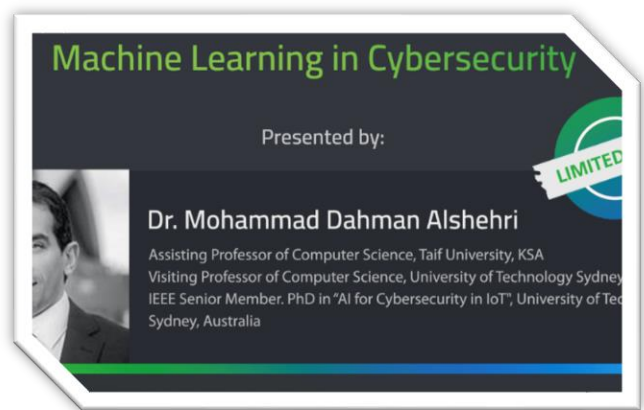 Machine Learning in Cybersecurity
Presented by:
LIMITED
Dr. Mohammad Dahman Alshehri
Assisting Professor of Computer Science, Taif University, KSA
Visiting Professor of Computer Science, University of Technology Sydney
IEEE Senior Member. PhD in "AI for Cybersecurity in IoT", University of Tec
Sydney, Australia